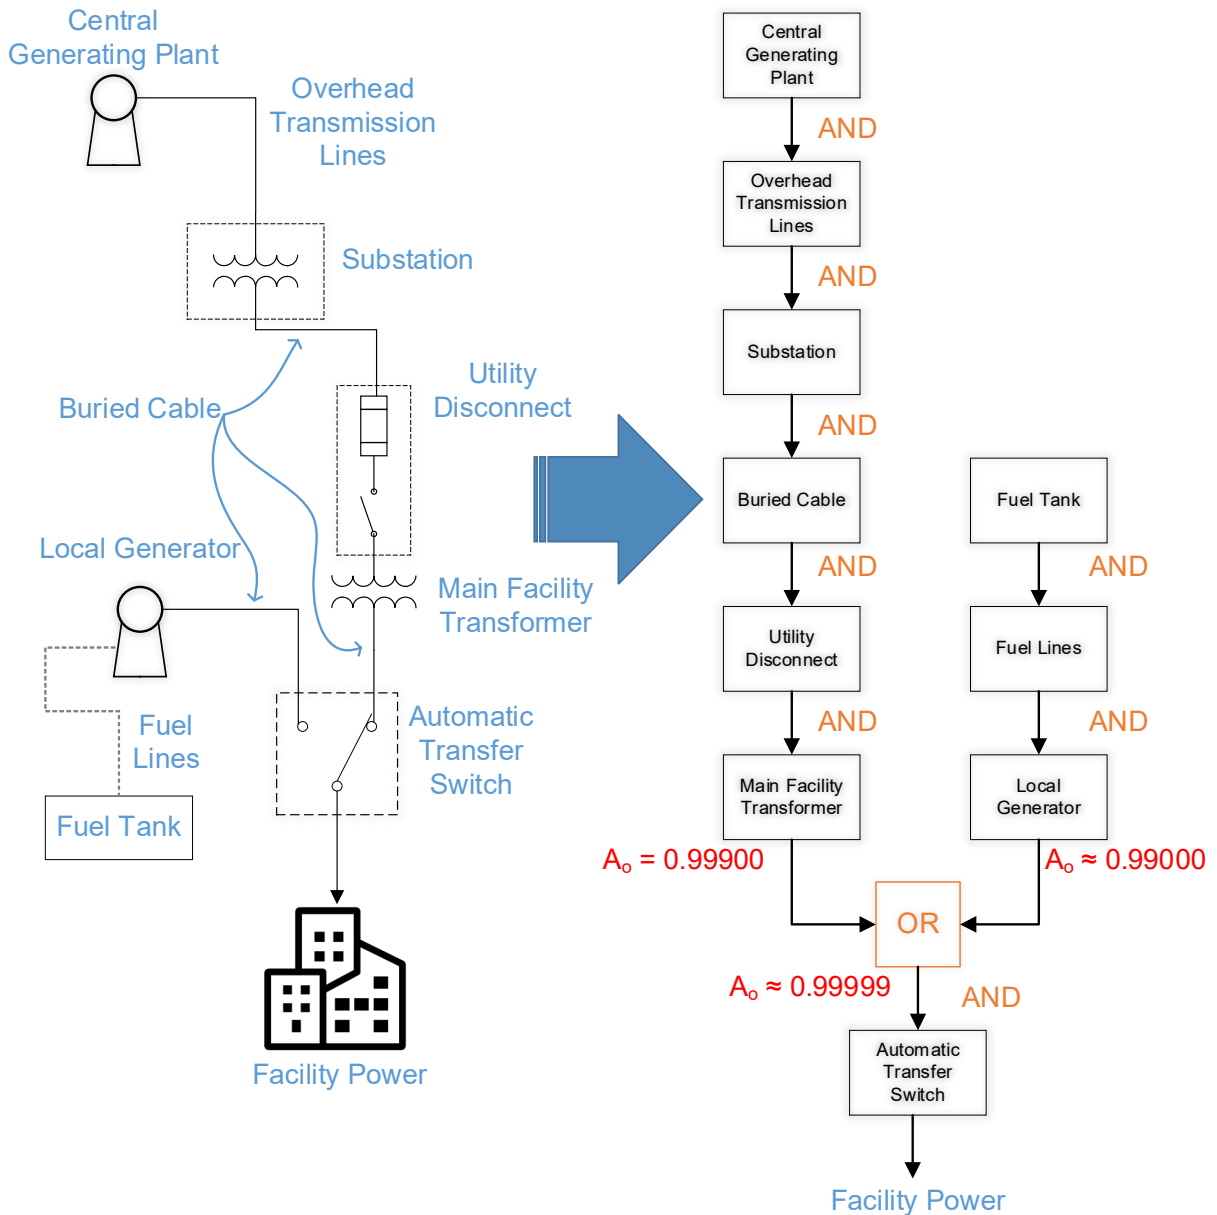 Central
Generating Plant
Overhead
Transmission
Lines
Substation
Buried Cable
Utility
Disconnect
Local Generator
Main Facility
Transformer
Fuel
Lines
Automatic
Transfer
Switch
Fuel Tank
Facility Power
Central
Generating
Plant
AND
Overhead
Transmission
Lines
AND
Substation
AND
Buried Cable
AND
Utility
Disconnect
AND
Main Facility
Transformer
Fuel Tank
AND
Fuel Lines
AND
Local
Generator
Aₒ = 0.99900
Aₒ ≈ 0.99000
OR
Aₒ ≈ 0.99999
AND
Automatic
Transfer
Switch
Facility Power